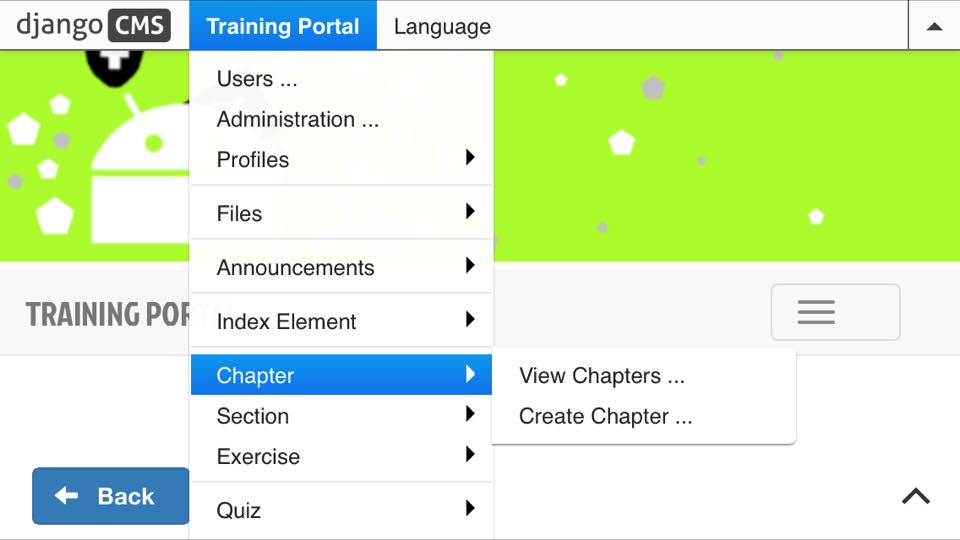 django CMS Training Portal Language
Users ...
Administration ...
Profiles
Files
Announcements
TRAINING PORTAL
Index Element
Chapter View Chapters ...
Section Create Chapter ...
Exercise
Back
Quiz